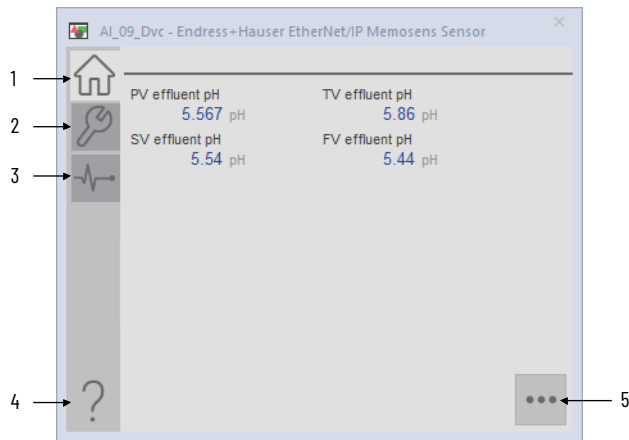 AI_09_Dvc - Endress+Hauser EtherNet/IP Memosens Sensor
1
PV effluent pH TV effluent pH
5.567 pH 5.86 pH
2
SV effluent pH FV effluent pH
5.54 pH 5.44 pH
3
4 ?
5